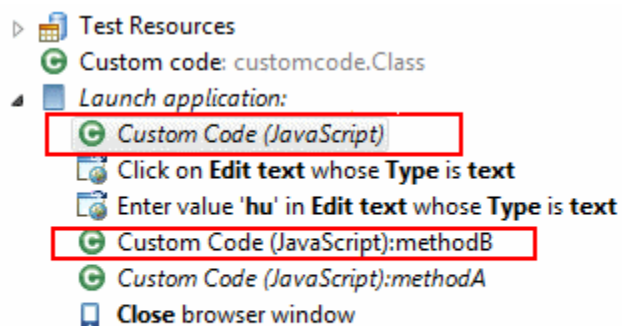 Test Resources
Custom code: customcode.Class
Launch application:
Custom Code (JavaScript)
Click on Edit text whose Type is text
Enter value 'hu' in Edit text whose Type is text
Custom Code (JavaScript):methodB
Custom Code (JavaScript):methodA
Close browser window